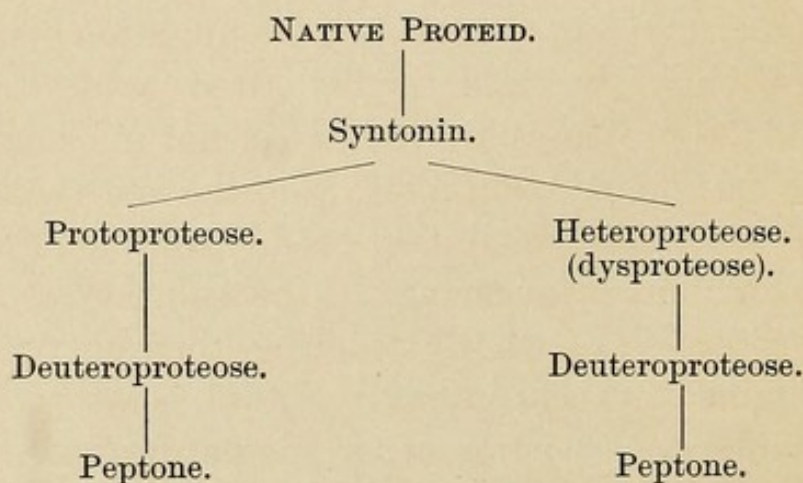 NATIVE PROTEID.
Syntonin.
Protoproteose. Heteroproteose.
(dysproteose).
Deuteroproteose. Deuteroproteose.
Peptone. Peptone.